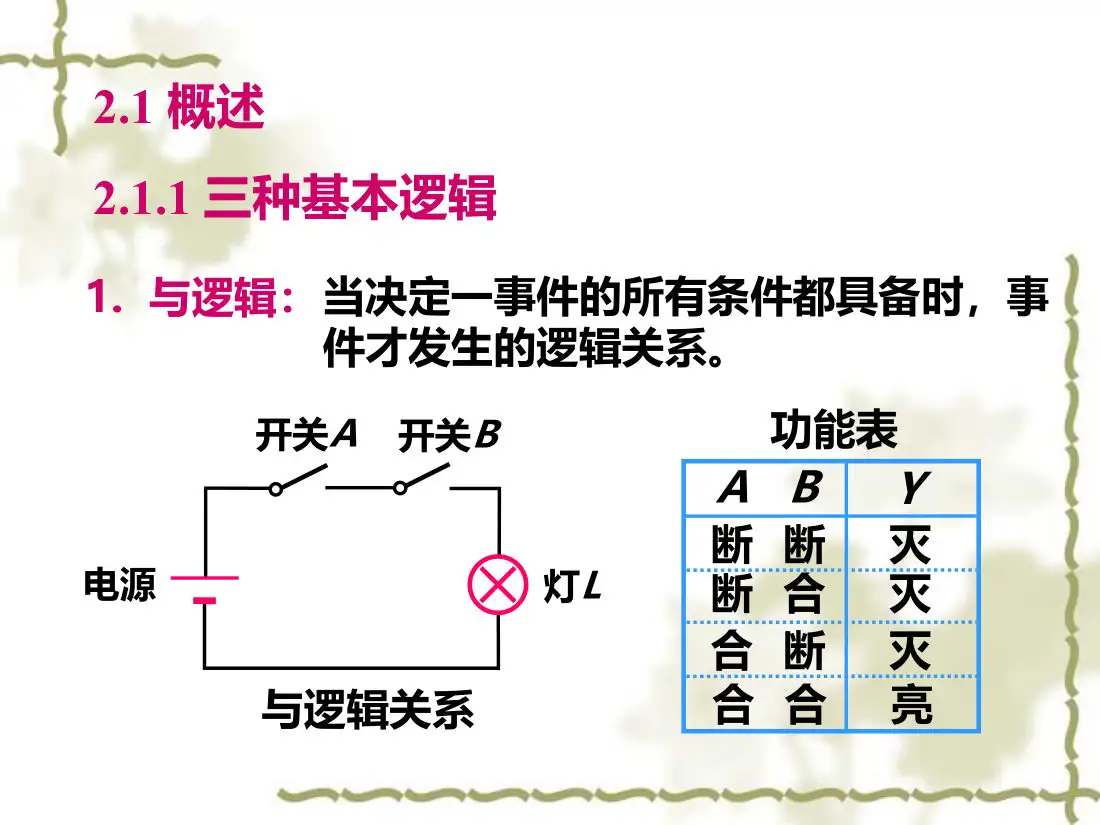 2.1 概述
2.1.1 三种基本逻辑
1. 与逻辑：当决定一事件的所有条件都具备时，事
件才发生的逻辑关系。
开关A 开关B
电源
灯L
与逻辑关系
功能表
A B Y
断 断 灭
断 合 灭
合 断 灭
合 合 亮